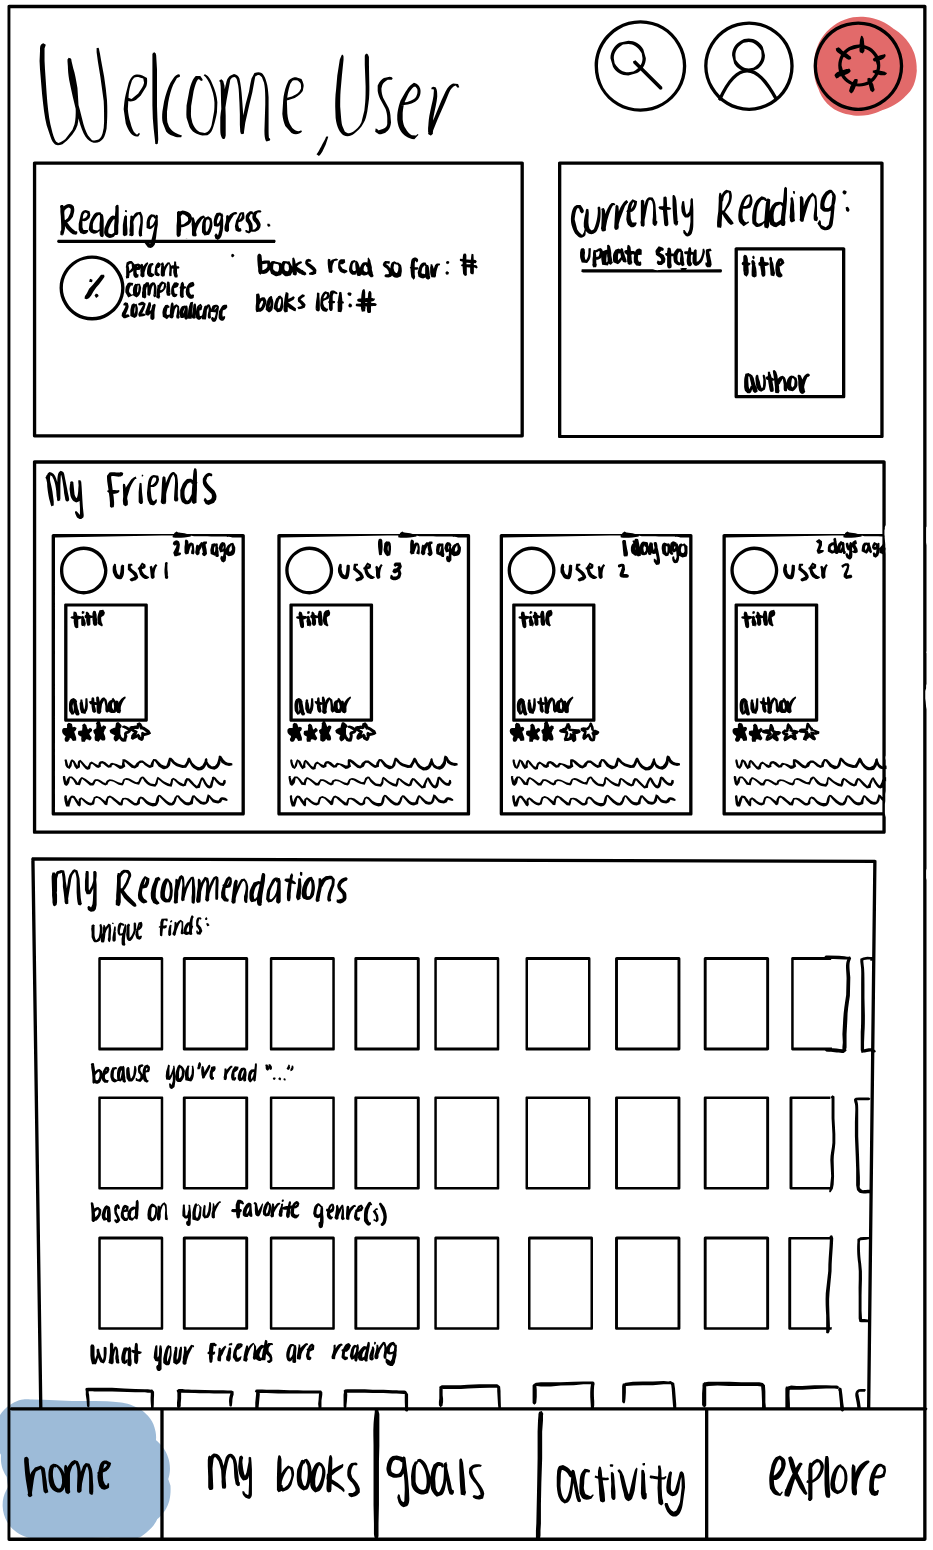 Welcome, User
Reading Progress.
%
percent
complete
2024 challenge
books read so far: #
books left: #
Currently Reading:
update status
title
author
My Friends
2 hrs ago
user 1
title
author
10 hrs ago
user 3
title
author
1 day ago
user 2
title
author
2 days ago
user 2
title
author
My Recommendations
unique finds:
because you've read "..."
based on your favorite genre(s)
what your friends are reading
home
my books
goals
activity
explore